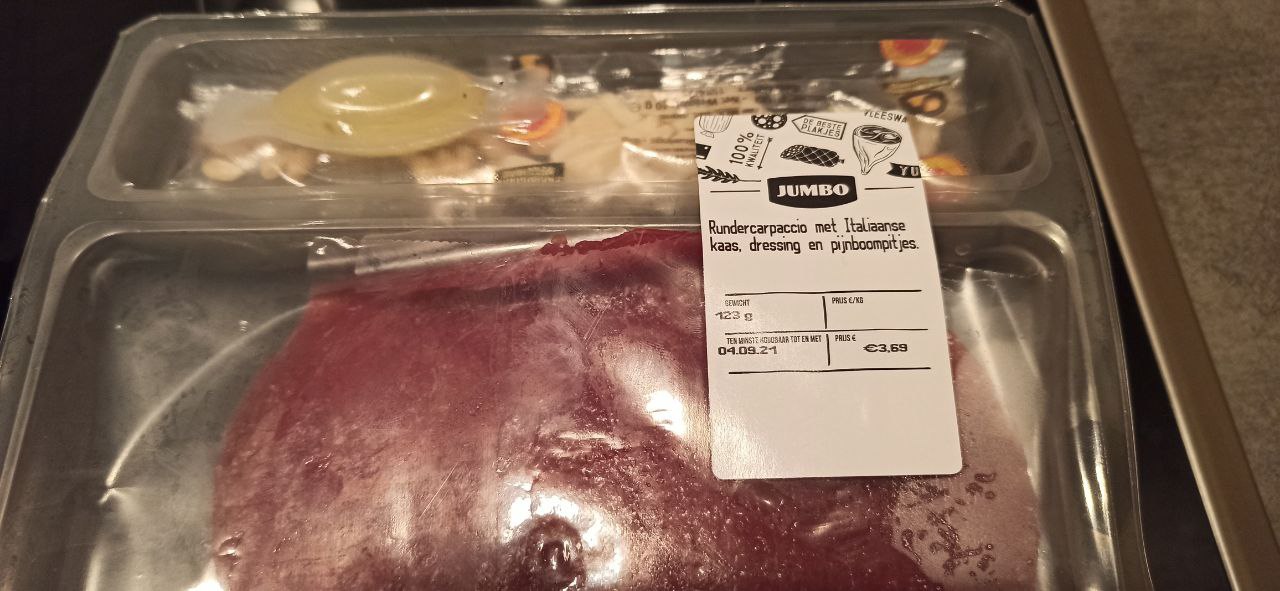 VLEESWA
DE BESTE
PLAKJES
100%
KWALITEIT
JUMBO
Rundercarpaccio met Italiaanse
kaas, dressing en pijnboompitjes.
GEWICHT
123 g
PRIJS €/KG
TEN MINSTE HOUDBAAR TOT EN MET
04.09.21
PRIJS €
€3,69